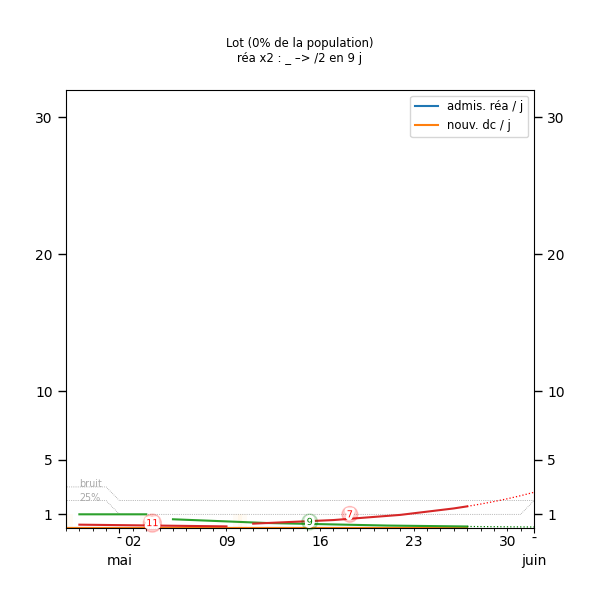 Lot (0% de la population)
réa x2 : _ –> /2 en 9 j
admis. réa / j
nouv. dc / j
30 30
20 20
10 10
5 5
bruit
25%
1 1
11 9 7
02 09 16 23 30
mai juin